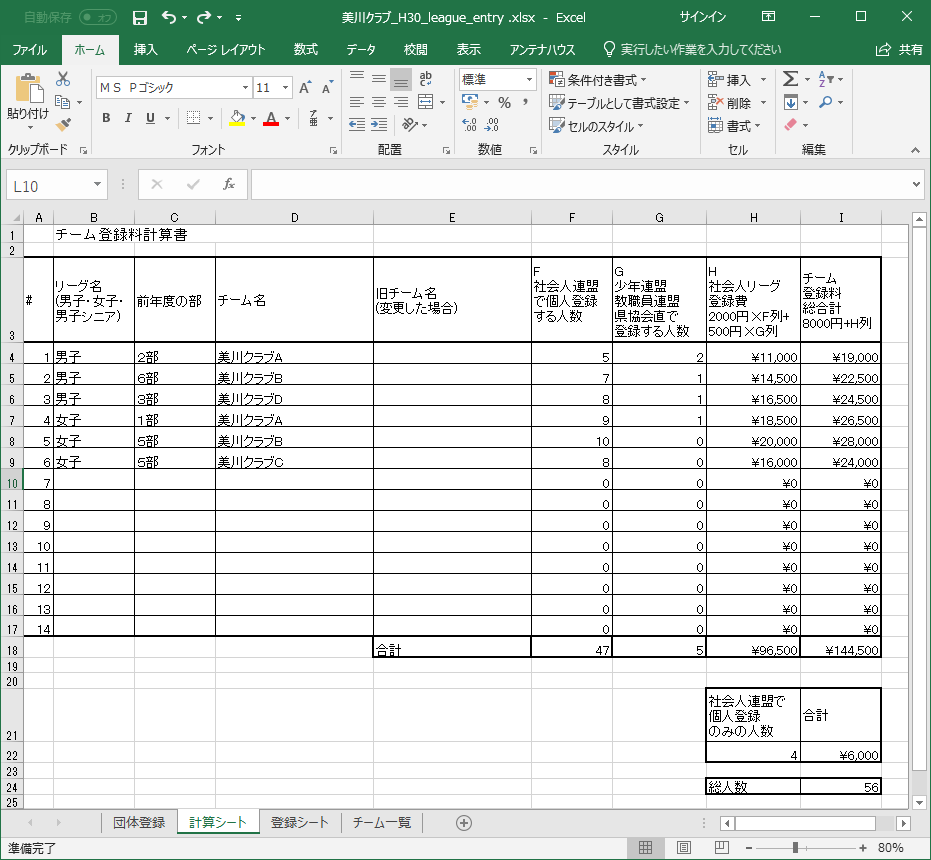 自動保存 オフ 美川クラブ_H30_league_entry .xlsx - Excel サインイン
ファイル ホーム 挿入 ページ レイアウト 数式 データ 校閲 表示 アンテナハウス 実行したい作業を入力してください 共有
貼り付け
クリップボード
ＭＳ Ｐゴシック 11
B I U
フォント
ab
配置
標準
% ,
数値
条件付き書式
テーブルとして書式設定
セルのスタイル
スタイル
挿入
削除
書式
セル
編集
L10 fx
A B C D E F G H I
1 チーム登録料計算書
2
3 # リーグ名 (男子・女子・男子シニア) 前年度の部 チーム名 旧チーム名 (変更した場合) F 社会人連盟で個人登録する人数 G 少年連盟 教職員連盟 県協会直で登録する人数 H 社会人リーグ登録費 2000円×F列+500円×G列 チーム登録料総合計 8000円+H列
4 1 男子 2部 美川クラブA 5 2 ¥11,000 ¥19,000
5 2 男子 6部 美川クラブB 7 1 ¥14,500 ¥22,500
6 3 男子 3部 美川クラブD 8 1 ¥16,500 ¥24,500
7 4 女子 1部 美川クラブA 9 1 ¥18,500 ¥26,500
8 5 女子 5部 美川クラブB 10 0 ¥20,000 ¥28,000
9 6 女子 5部 美川クラブC 8 0 ¥16,000 ¥24,000
10 7 0 0 ¥0 ¥0
11 8 0 0 ¥0 ¥0
12 9 0 0 ¥0 ¥0
13 10 0 0 ¥0 ¥0
14 11 0 0 ¥0 ¥0
15 12 0 0 ¥0 ¥0
16 13 0 0 ¥0 ¥0
17 14 0 0 ¥0 ¥0
18 合計 47 5 ¥96,500 ¥144,500
19
20
21 社会人連盟で個人登録のみの人数 合計
22 4 ¥6,000
23
24 総人数 56
25
団体登録 計算シート 登録シート チーム一覧
準備完了 80%